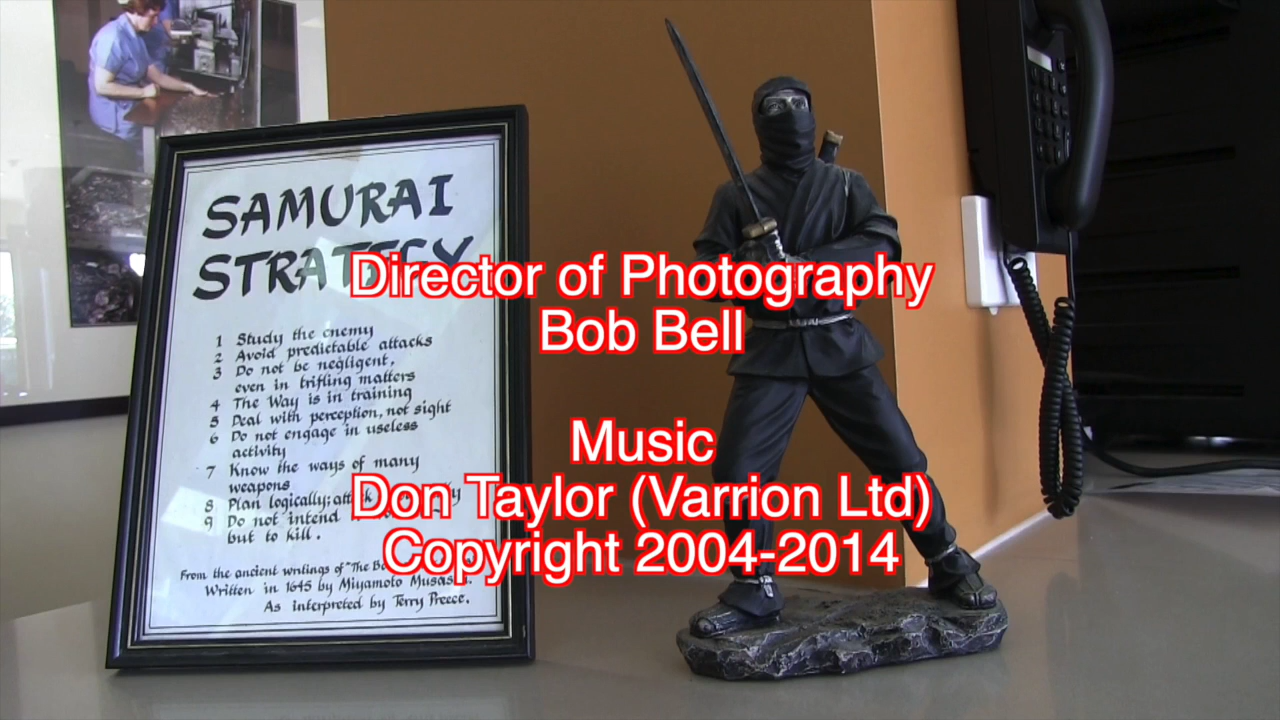 SAMURAI
STRATEGY
1 Study the enemy
2 Avoid predictable attacks
3 Do not be negligent,
even in trifling matters
4 The Way is in training
5 Deal with perception, not sight
6 Do not engage in useless
activity
7 Know the ways of many
weapons
8 Plan logically;
9 Do not intend
but to kill.
From the ancient writings of "The
Written in 1645 by Miyamoto
As interpreted by Terry Preece.
Director of Photography
Bob Bell
Music
Don Taylor (Varrion Ltd)
Copyright 2004-2014